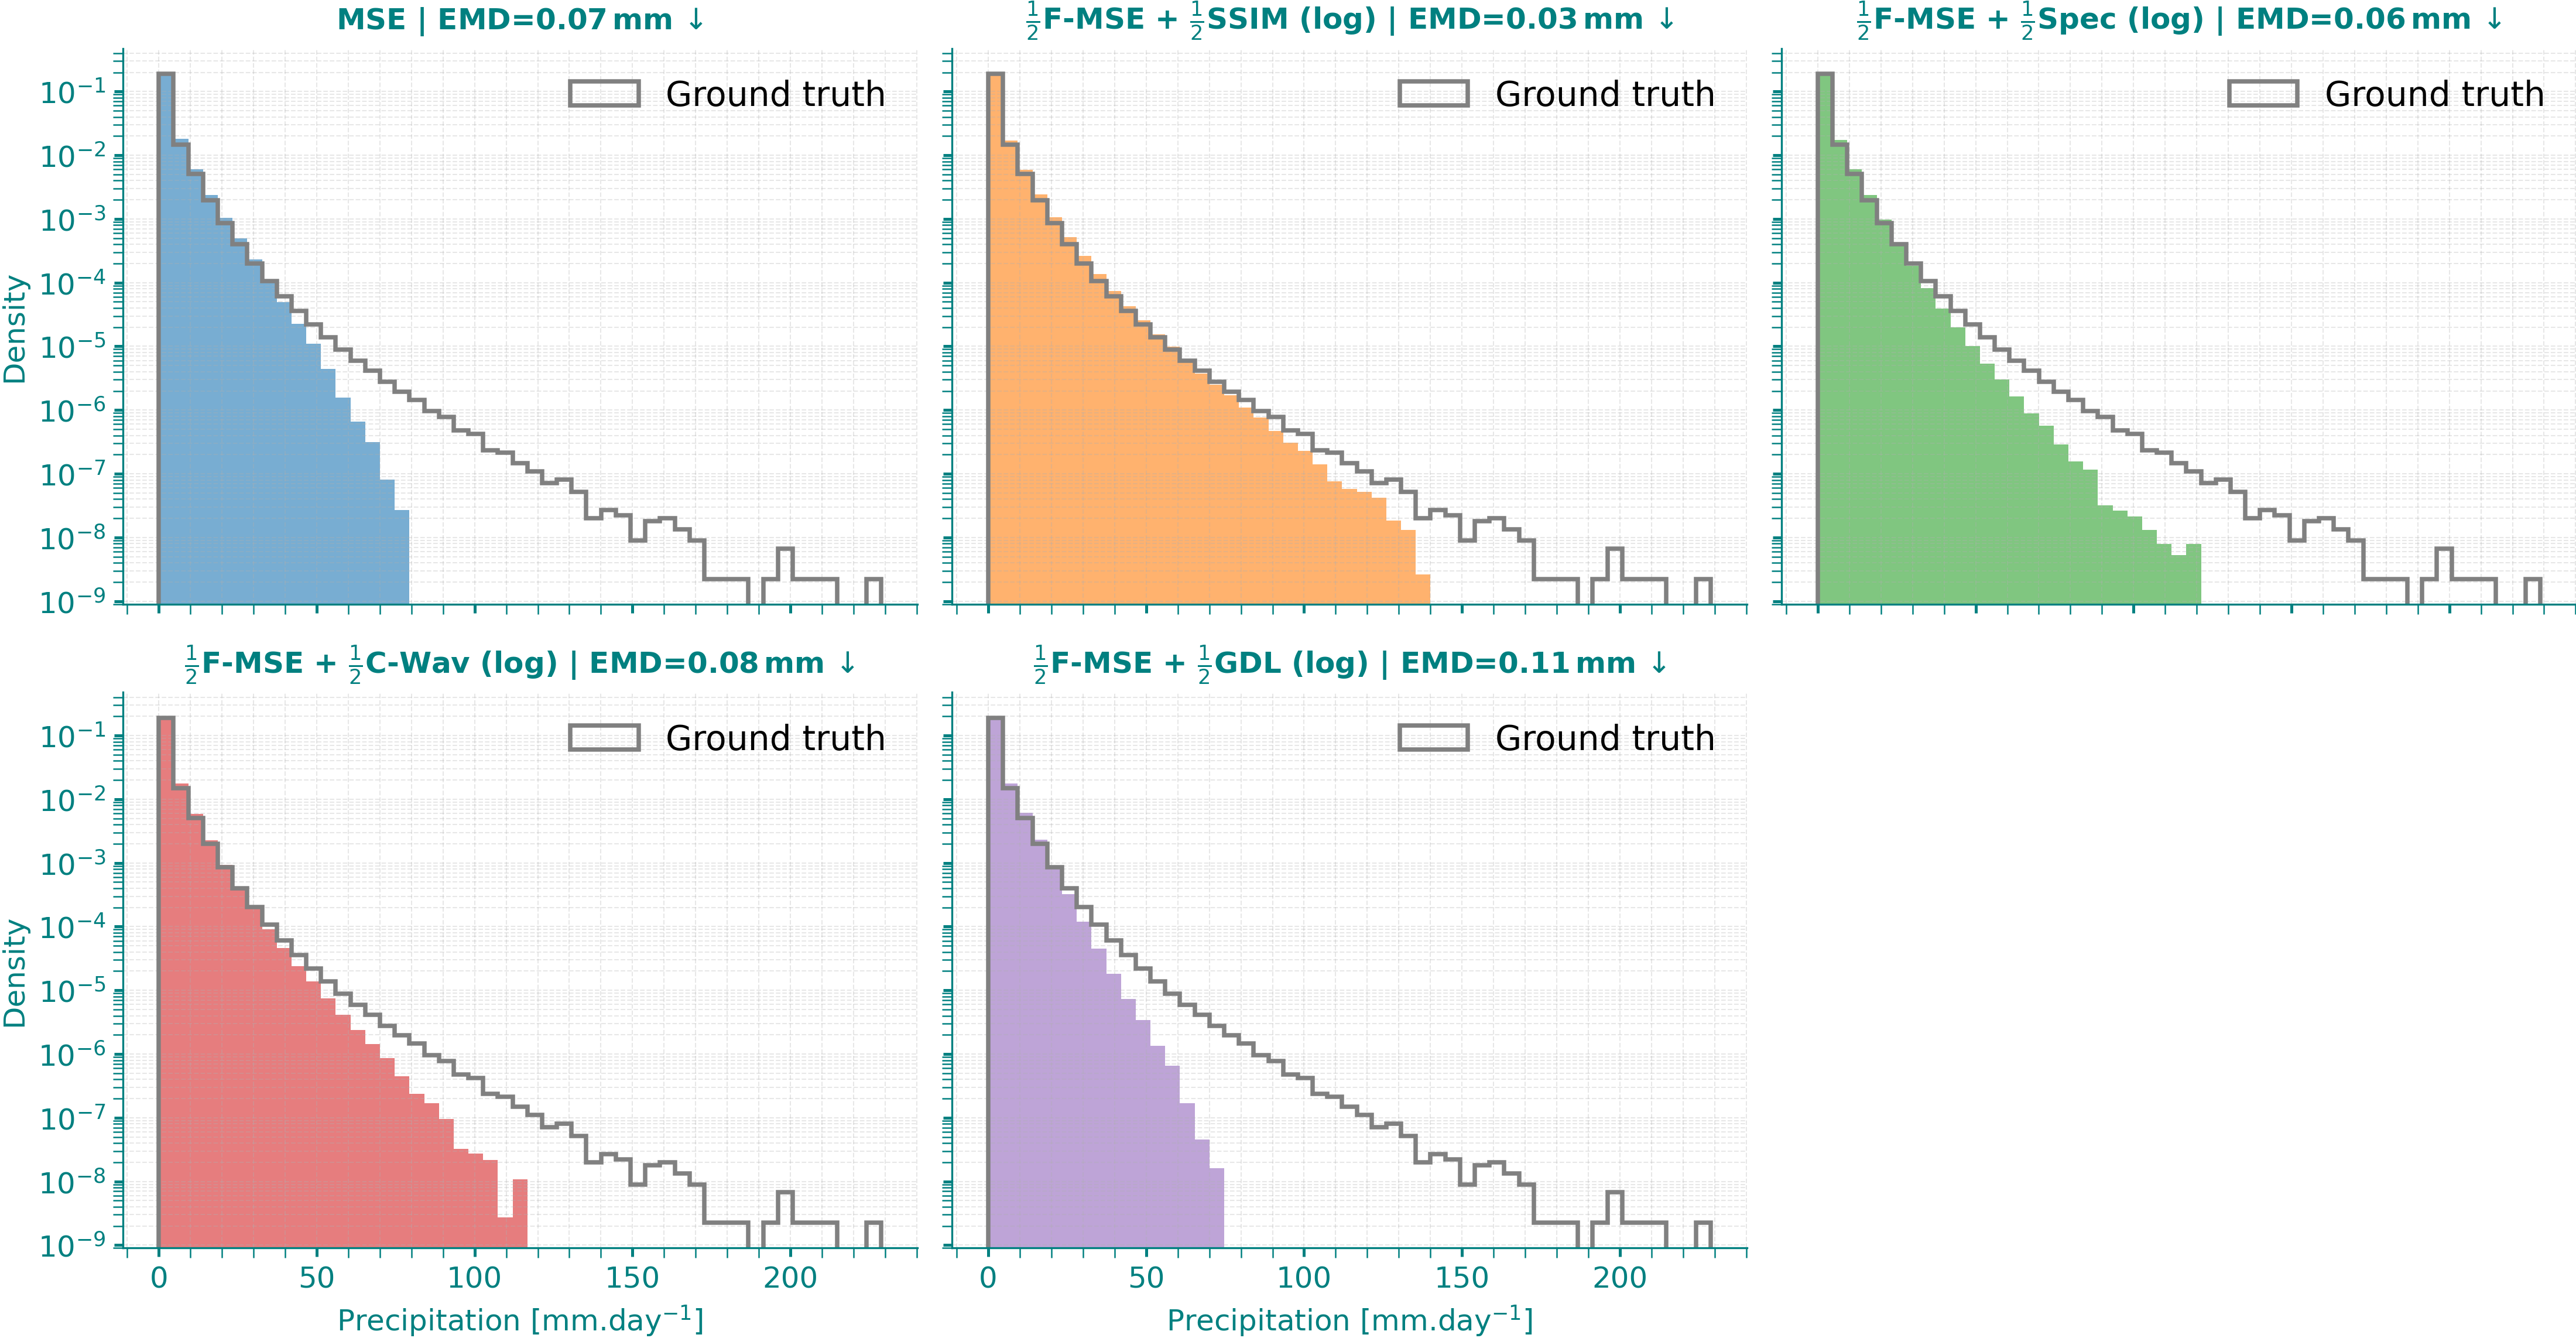 MSE | EMD=0.07 mm ↓
½F-MSE + ½SSIM (log) | EMD=0.03 mm ↓
½F-MSE + ½Spec (log) | EMD=0.06 mm ↓
Ground truth
Ground truth
Ground truth
Density
10⁻¹
10⁻²
10⁻³
10⁻⁴
10⁻⁵
10⁻⁶
10⁻⁷
10⁻⁸
10⁻⁹
½F-MSE + ½C-Wav (log) | EMD=0.08 mm ↓
½F-MSE + ½GDL (log) | EMD=0.11 mm ↓
Ground truth
Ground truth
Density
10⁻¹
10⁻²
10⁻³
10⁻⁴
10⁻⁵
10⁻⁶
10⁻⁷
10⁻⁸
10⁻⁹
0 50 100 150 200
0 50 100 150 200
Precipitation [mm.day⁻¹]
Precipitation [mm.day⁻¹]